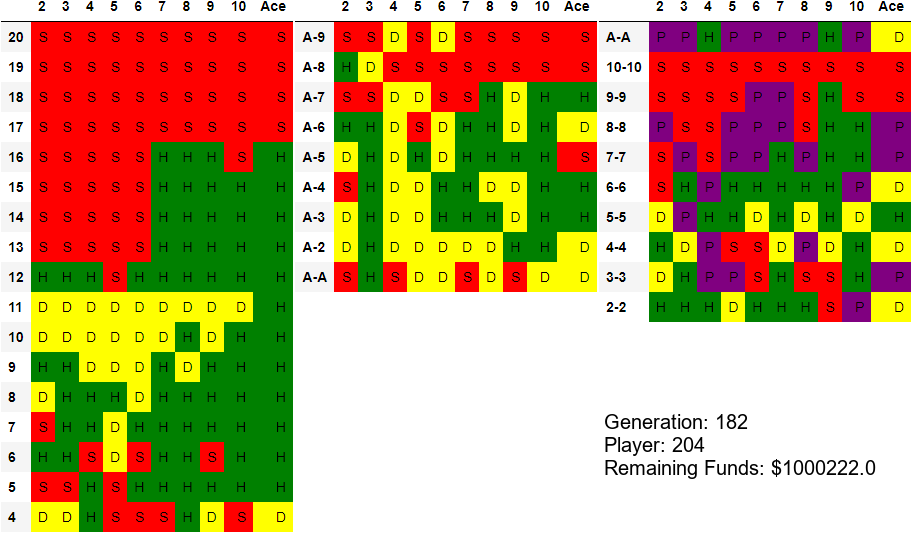 2 3 4 5 6 7 8 9 10 Ace 2 3 4 5 6 7 8 9 10 Ace 2 3 4 5 6 7 8 9 10 Ace
20 S S S S S S S S S S A-9 S S D S D S S S S S A-A P P H P P P P H P D
19 S S S S S S S S S S A-8 H D S S S S S S S S 10-10 S S S S S S S S S S
18 S S S S S S S S S S A-7 S S D D S S H D H H 9-9 S S S S P P S H S S
17 S S S S S S S S S S A-6 H H D S D H H D H D 8-8 P S S P P P S H H P
16 S S S S S H H H S H A-5 D H D H D H H H H S 7-7 S P S P P H P H H P
15 S S S S S H H H H H A-4 S H D D H H D D H H 6-6 S H P H H H H H P D
14 S S S S S H H H H H A-3 D H D D H H H D H H 5-5 D P H H D H D H D H
13 S S S S S H H H H H A-2 D H D D D D D H H D 4-4 H D P S S D P D H D
12 H H H S H H H H H H A-A S H S D D S D S D D 3-3 D H P P S H S S H P
11 D D D D D D D D D H 2-2 H H H D H H H S P D
10 D D D D D D H D H H
9 H H D D D H D H H H
8 D H H H D H H H H H
7 S H H D H H H H H H
6 H H S D S H H S H H
5 S S H S H H H H H H
4 D D H S S S H D S D
Generation: 182
Player: 204
Remaining Funds: $1000222.0